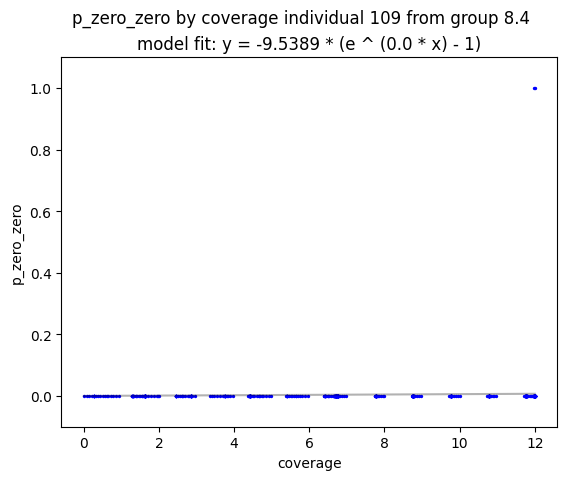 p_zero_zero by coverage individual 109 from group 8.4
model fit: y = -9.5389 * (e ^ (0.0 * x) - 1)
1.0
0.8
0.6
0.4
0.2
0.0
p_zero_zero
0 2 4 6 8 10 12
coverage